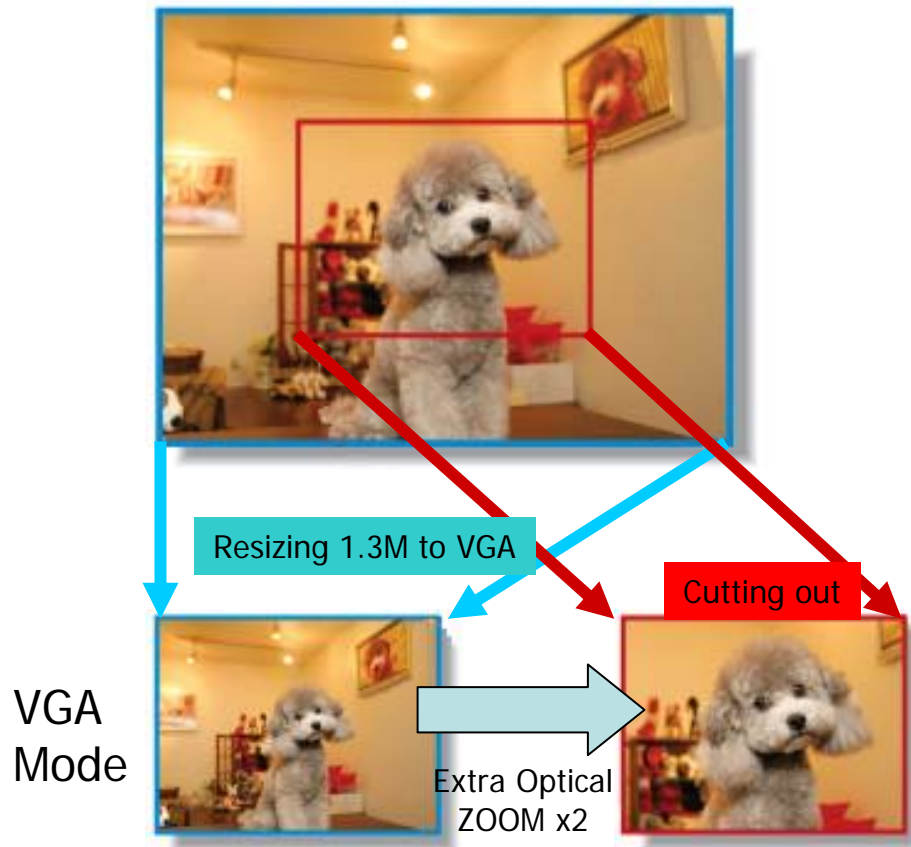 Resizing 1.3M to VGA
Cutting out
VGA
Mode
Extra Optical
ZOOM x2